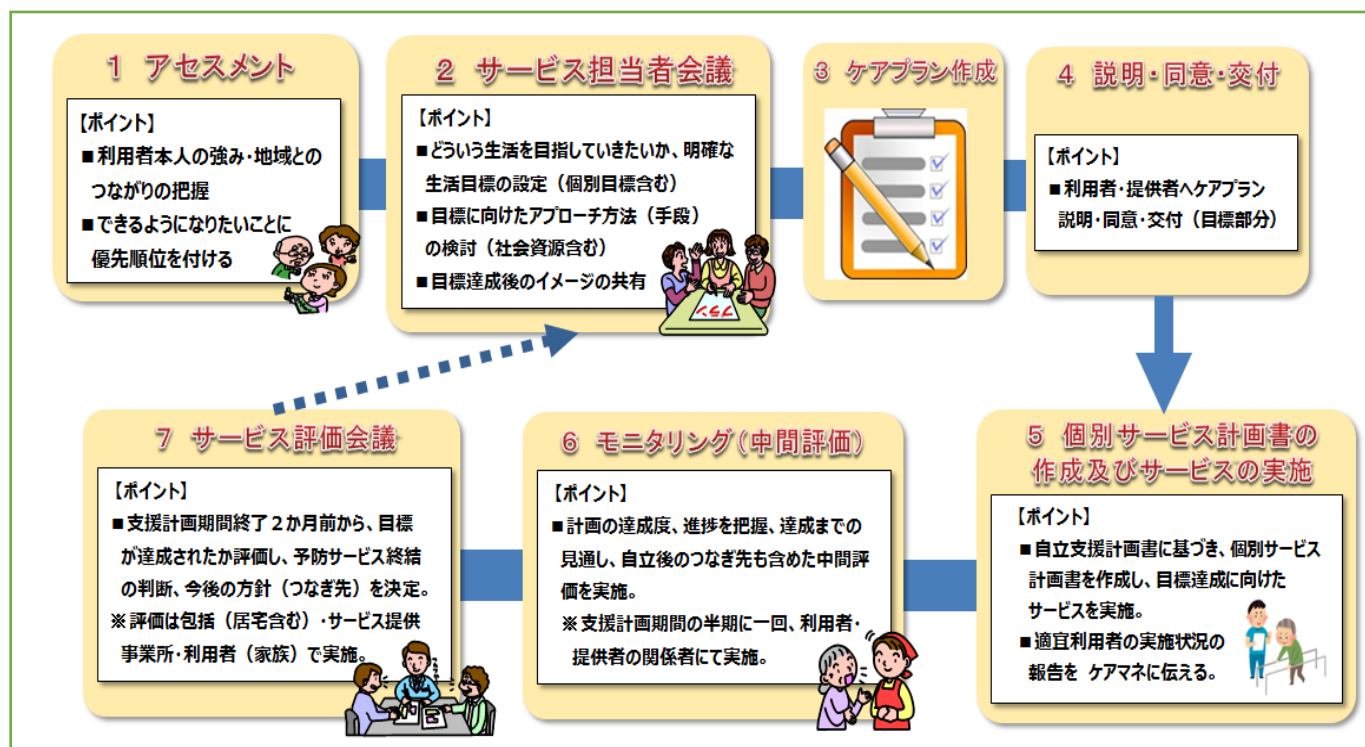 1 アセスメント
【ポイント】
■利用者本人の強み・地域との
つながりの把握
■できるようになりたいことに
優先順位を付ける
2 サービス担当者会議
【ポイント】
■どういう生活を目指していきたいか、明確な
生活目標の設定（個別目標含む）
■目標に向けたアプローチ方法（手段）
の検討（社会資源含む）
■目標達成後のイメージの共有
プラン
3 ケアプラン作成
4 説明・同意・交付
【ポイント】
■利用者・提供者へケアプラン
説明・同意・交付（目標部分）
5 個別サービス計画書の
作成及びサービスの実施
【ポイント】
■自立支援計画書に基づき、個別サービス
計画書を作成し、目標達成に向けた
サービスを実施。
■適宜利用者の実施状況の
報告を ケアマネに伝える。
6 モニタリング（中間評価）
【ポイント】
■計画の達成度、進捗を把握、達成までの
見通し、自立後のつなぎ先も含めた中間評
価を実施。
※支援計画期間の半期に一回、利用者・
提供者の関係者にて実施。
7 サービス評価会議
【ポイント】
■支援計画期間終了２か月前から、目標
が達成されたか評価し、予防サービス終結
の判断、今後の方針（つなぎ先）を決定。
※評価は包括（居宅含む）・サービス提供
事業所・利用者（家族）で実施。